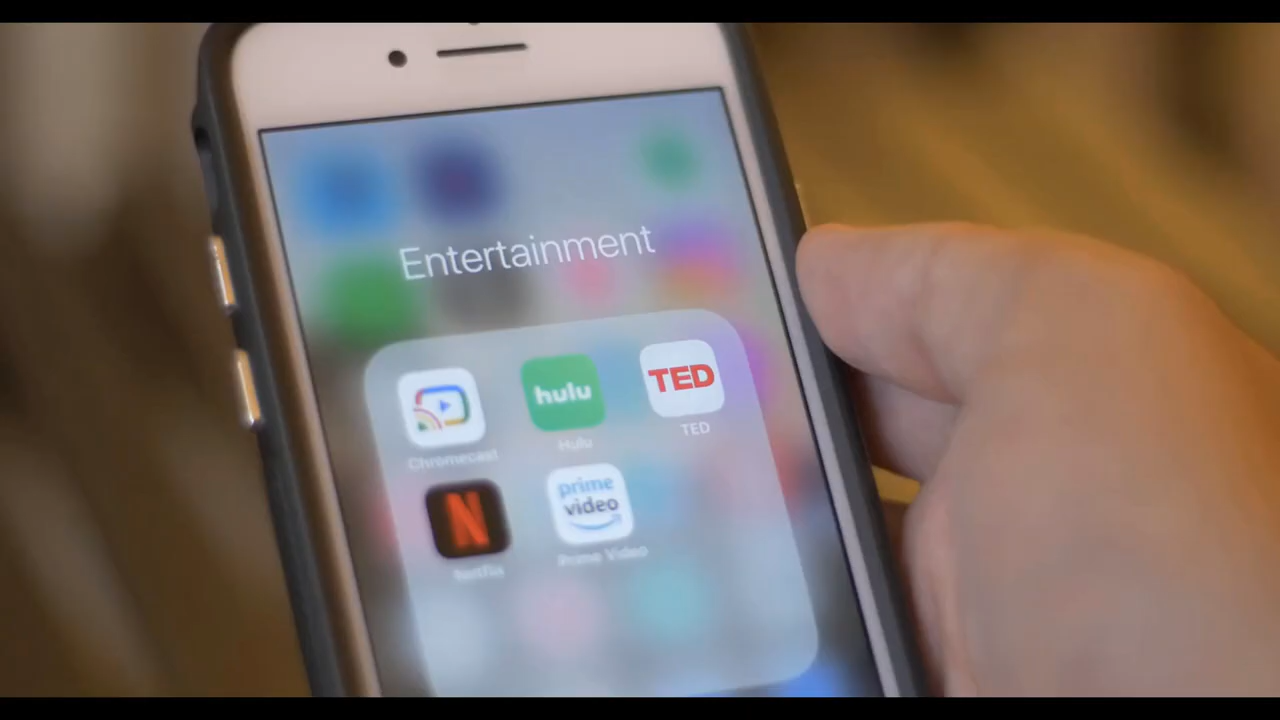 Entertainment
hulu
TED
Chromecast
Hulu
TED
N
prime
video
Netflix
Prime Video